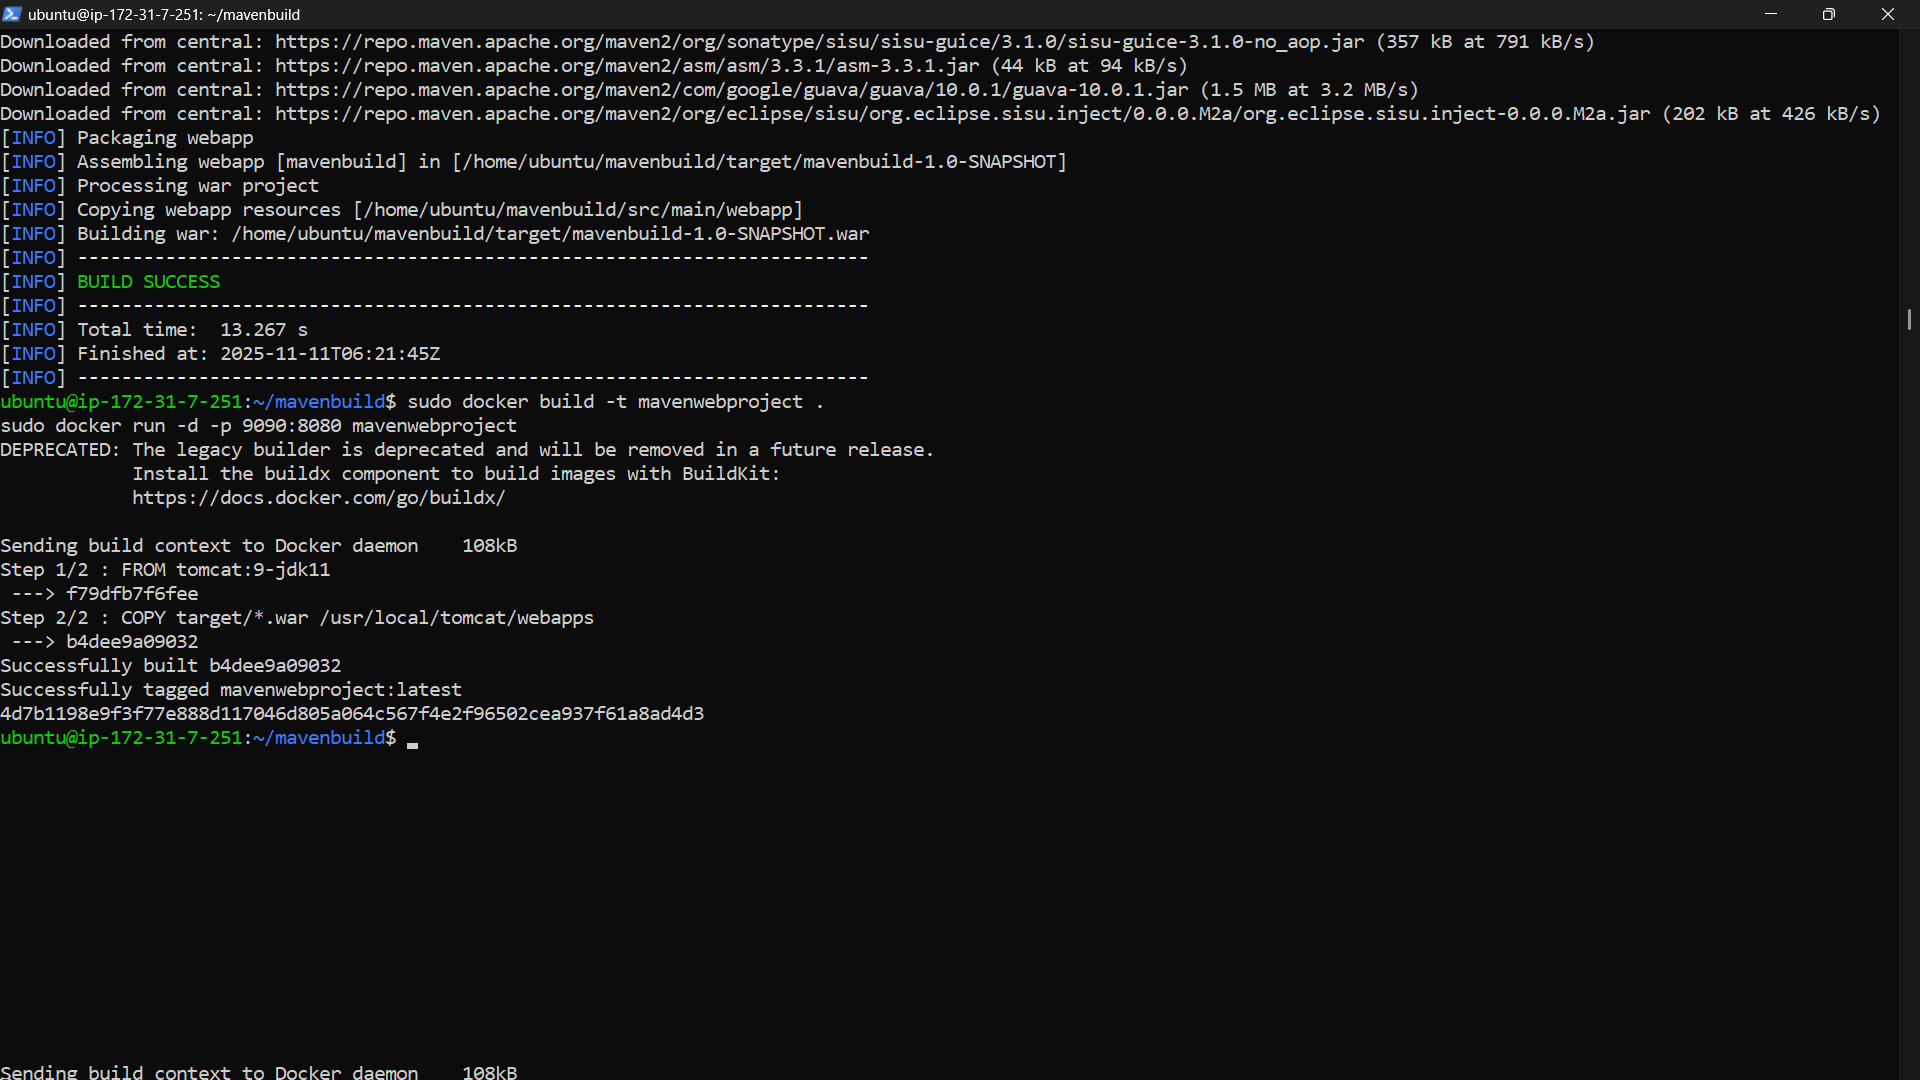 ubuntu@ip-172-31-7-251: ~/mavenbuild
Downloaded from central: https://repo.maven.apache.org/maven2/org/sonatype/sisu/sisu-guice/3.1.0/sisu-guice-3.1.0-no_aop.jar (357 kB at 791 kB/s)
Downloaded from central: https://repo.maven.apache.org/maven2/asm/asm/3.3.1/asm-3.3.1.jar (44 kB at 94 kB/s)
Downloaded from central: https://repo.maven.apache.org/maven2/com/google/guava/guava/10.0.1/guava-10.0.1.jar (1.5 MB at 3.2 MB/s)
Downloaded from central: https://repo.maven.apache.org/maven2/org/eclipse/sisu/org.eclipse.sisu.inject/0.0.0.M2a/org.eclipse.sisu.inject-0.0.0.M2a.jar (202 kB at 426 kB/s)
[INFO] Packaging webapp
[INFO] Assembling webapp [mavenbuild] in [/home/ubuntu/mavenbuild/target/mavenbuild-1.0-SNAPSHOT]
[INFO] Processing war project
[INFO] Copying webapp resources [/home/ubuntu/mavenbuild/src/main/webapp]
[INFO] Building war: /home/ubuntu/mavenbuild/target/mavenbuild-1.0-SNAPSHOT.war
[INFO] ------------------------------------------------------------------------
[INFO] BUILD SUCCESS
[INFO] ------------------------------------------------------------------------
[INFO] Total time:  13.267 s
[INFO] Finished at: 2025-11-11T06:21:45Z
[INFO] ------------------------------------------------------------------------
ubuntu@ip-172-31-7-251:~/mavenbuild$ sudo docker build -t mavenwebproject .
sudo docker run -d -p 9090:8080 mavenwebproject
DEPRECATED: The legacy builder is deprecated and will be removed in a future release.
            Install the buildx component to build images with BuildKit:
            https://docs.docker.com/go/buildx/
Sending build context to Docker daemon    108kB
Step 1/2 : FROM tomcat:9-jdk11
 ---> f79dfb7f6fee
Step 2/2 : COPY target/*.war /usr/local/tomcat/webapps
 ---> b4dee9a09032
Successfully built b4dee9a09032
Successfully tagged mavenwebproject:latest
4d7b1198e9f3f77e888d117046d805a064c567f4e2f96502cea937f61a8ad4d3
ubuntu@ip-172-31-7-251:~/mavenbuild$
Sending build context to Docker daemon    108kB